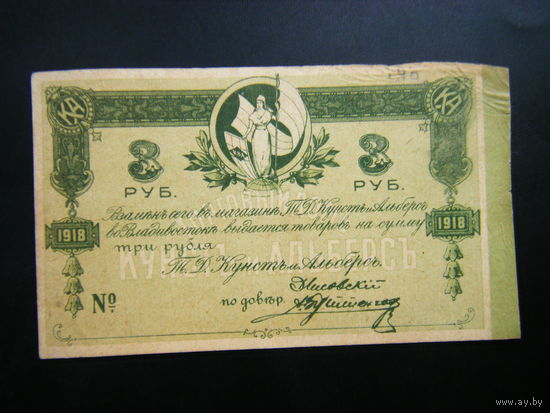 КА КА
3 3
РУБ. РУБ.
Взамѣнъ сего въ магазинѣ Т.Д. Кунстъ и Альберсъ
во Владивостокѣ выдается товаровъ на сумму
три рубля
1918 1918
КУНСТЪ АЛЬБЕРСЪ
Т.Д. Кунстъ и Альберсъ.
№
по довѣр.
www.ay.by